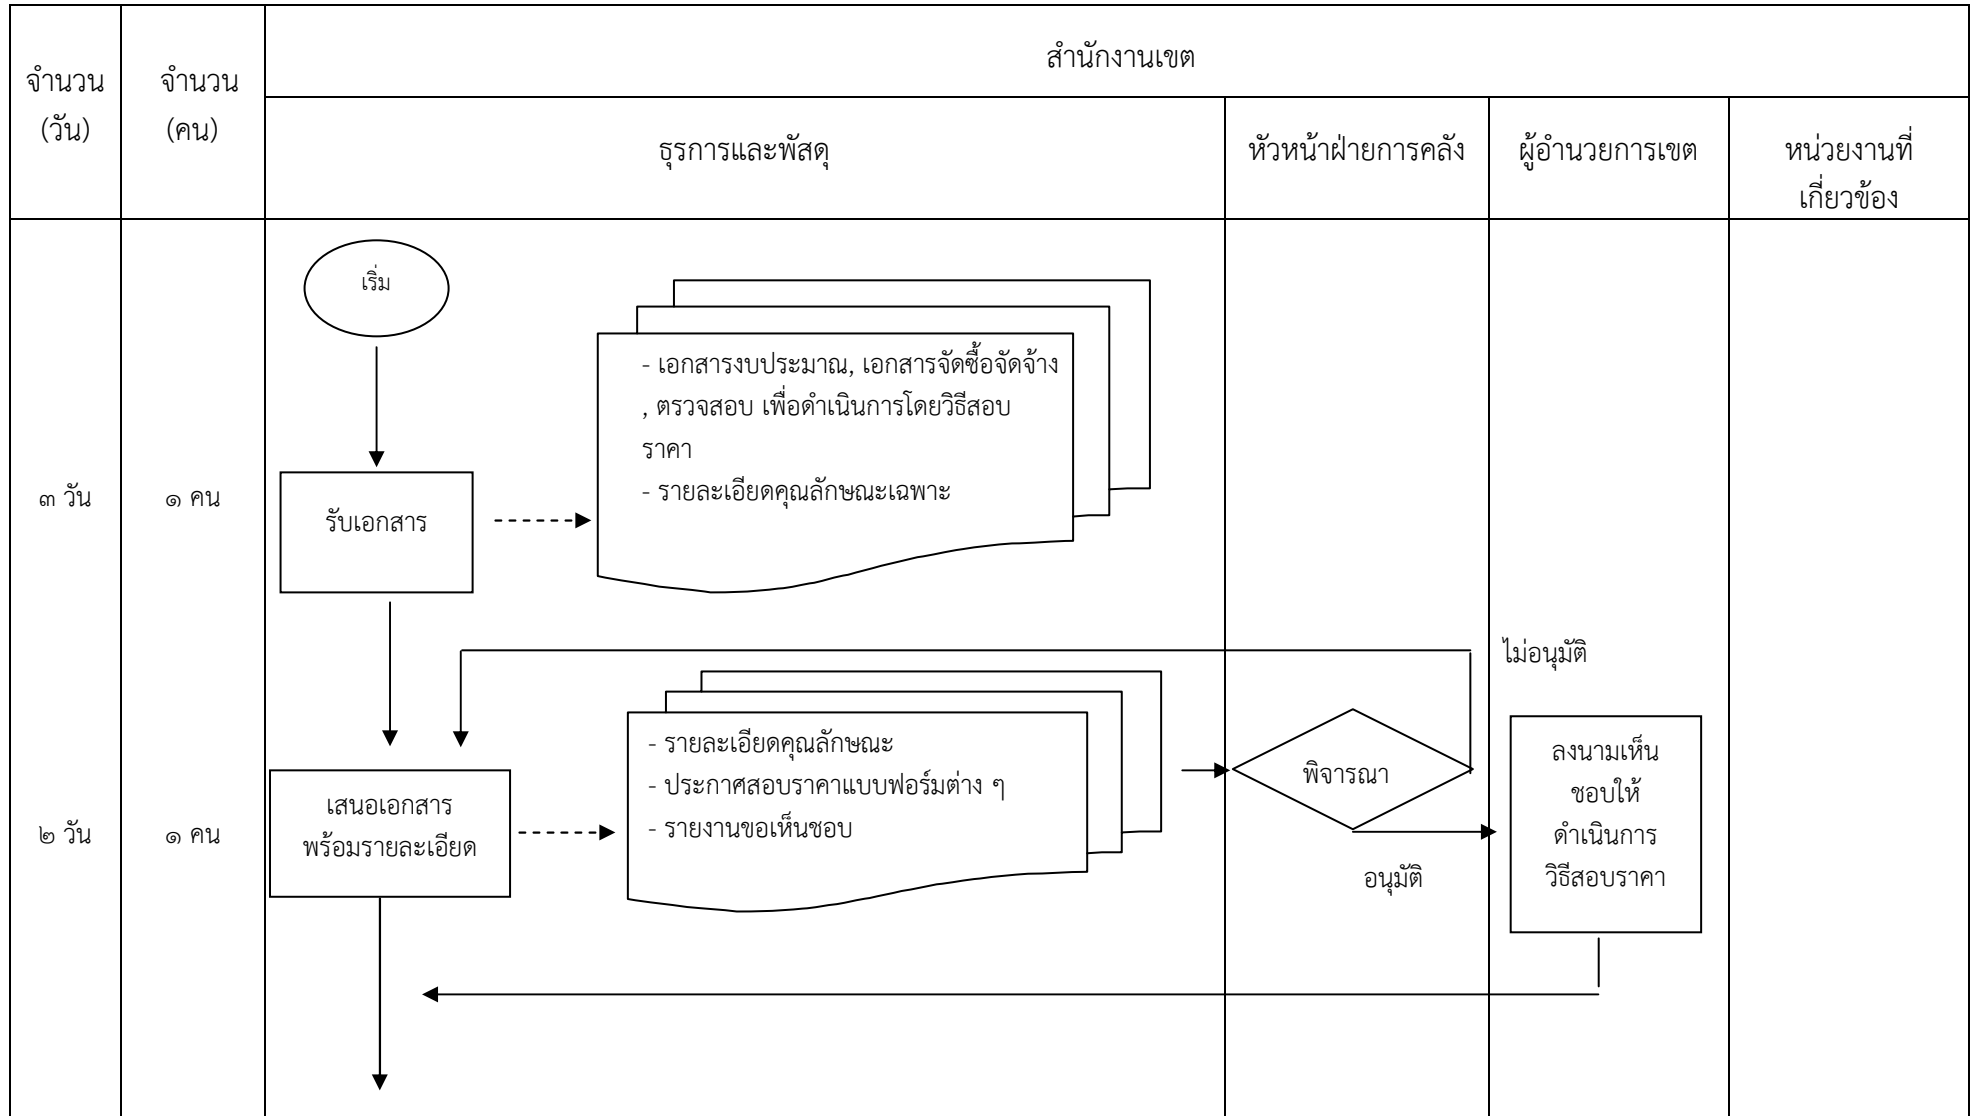 สำนักงานเขต
จำนวน
(วัน)
จำนวน
(คน)
ธุรการและพัสดุ
หัวหน้าฝ่ายการคลัง
ผู้อำนวยการเขต
หน่วยงานที่
เกี่ยวข้อง
เริ่ม
- เอกสารงบประมาณ, เอกสารจัดซื้อจัดจ้าง
, ตรวจสอบ เพื่อดำเนินการโดยวิธีสอบ
ราคา
- รายละเอียดคุณลักษณะเฉพาะ
๓ วัน
๑ คน
รับเอกสาร
ไม่อนุมัติ
- รายละเอียดคุณลักษณะ
- ประกาศสอบราคาแบบฟอร์มต่าง ๆ
- รายงานขอเห็นชอบ
พิจารณา
ลงนามเห็น
ชอบให้
ดำเนินการ
วิธีสอบราคา
๒ วัน
๑ คน
เสนอเอกสาร
พร้อมรายละเอียด
อนุมัติ